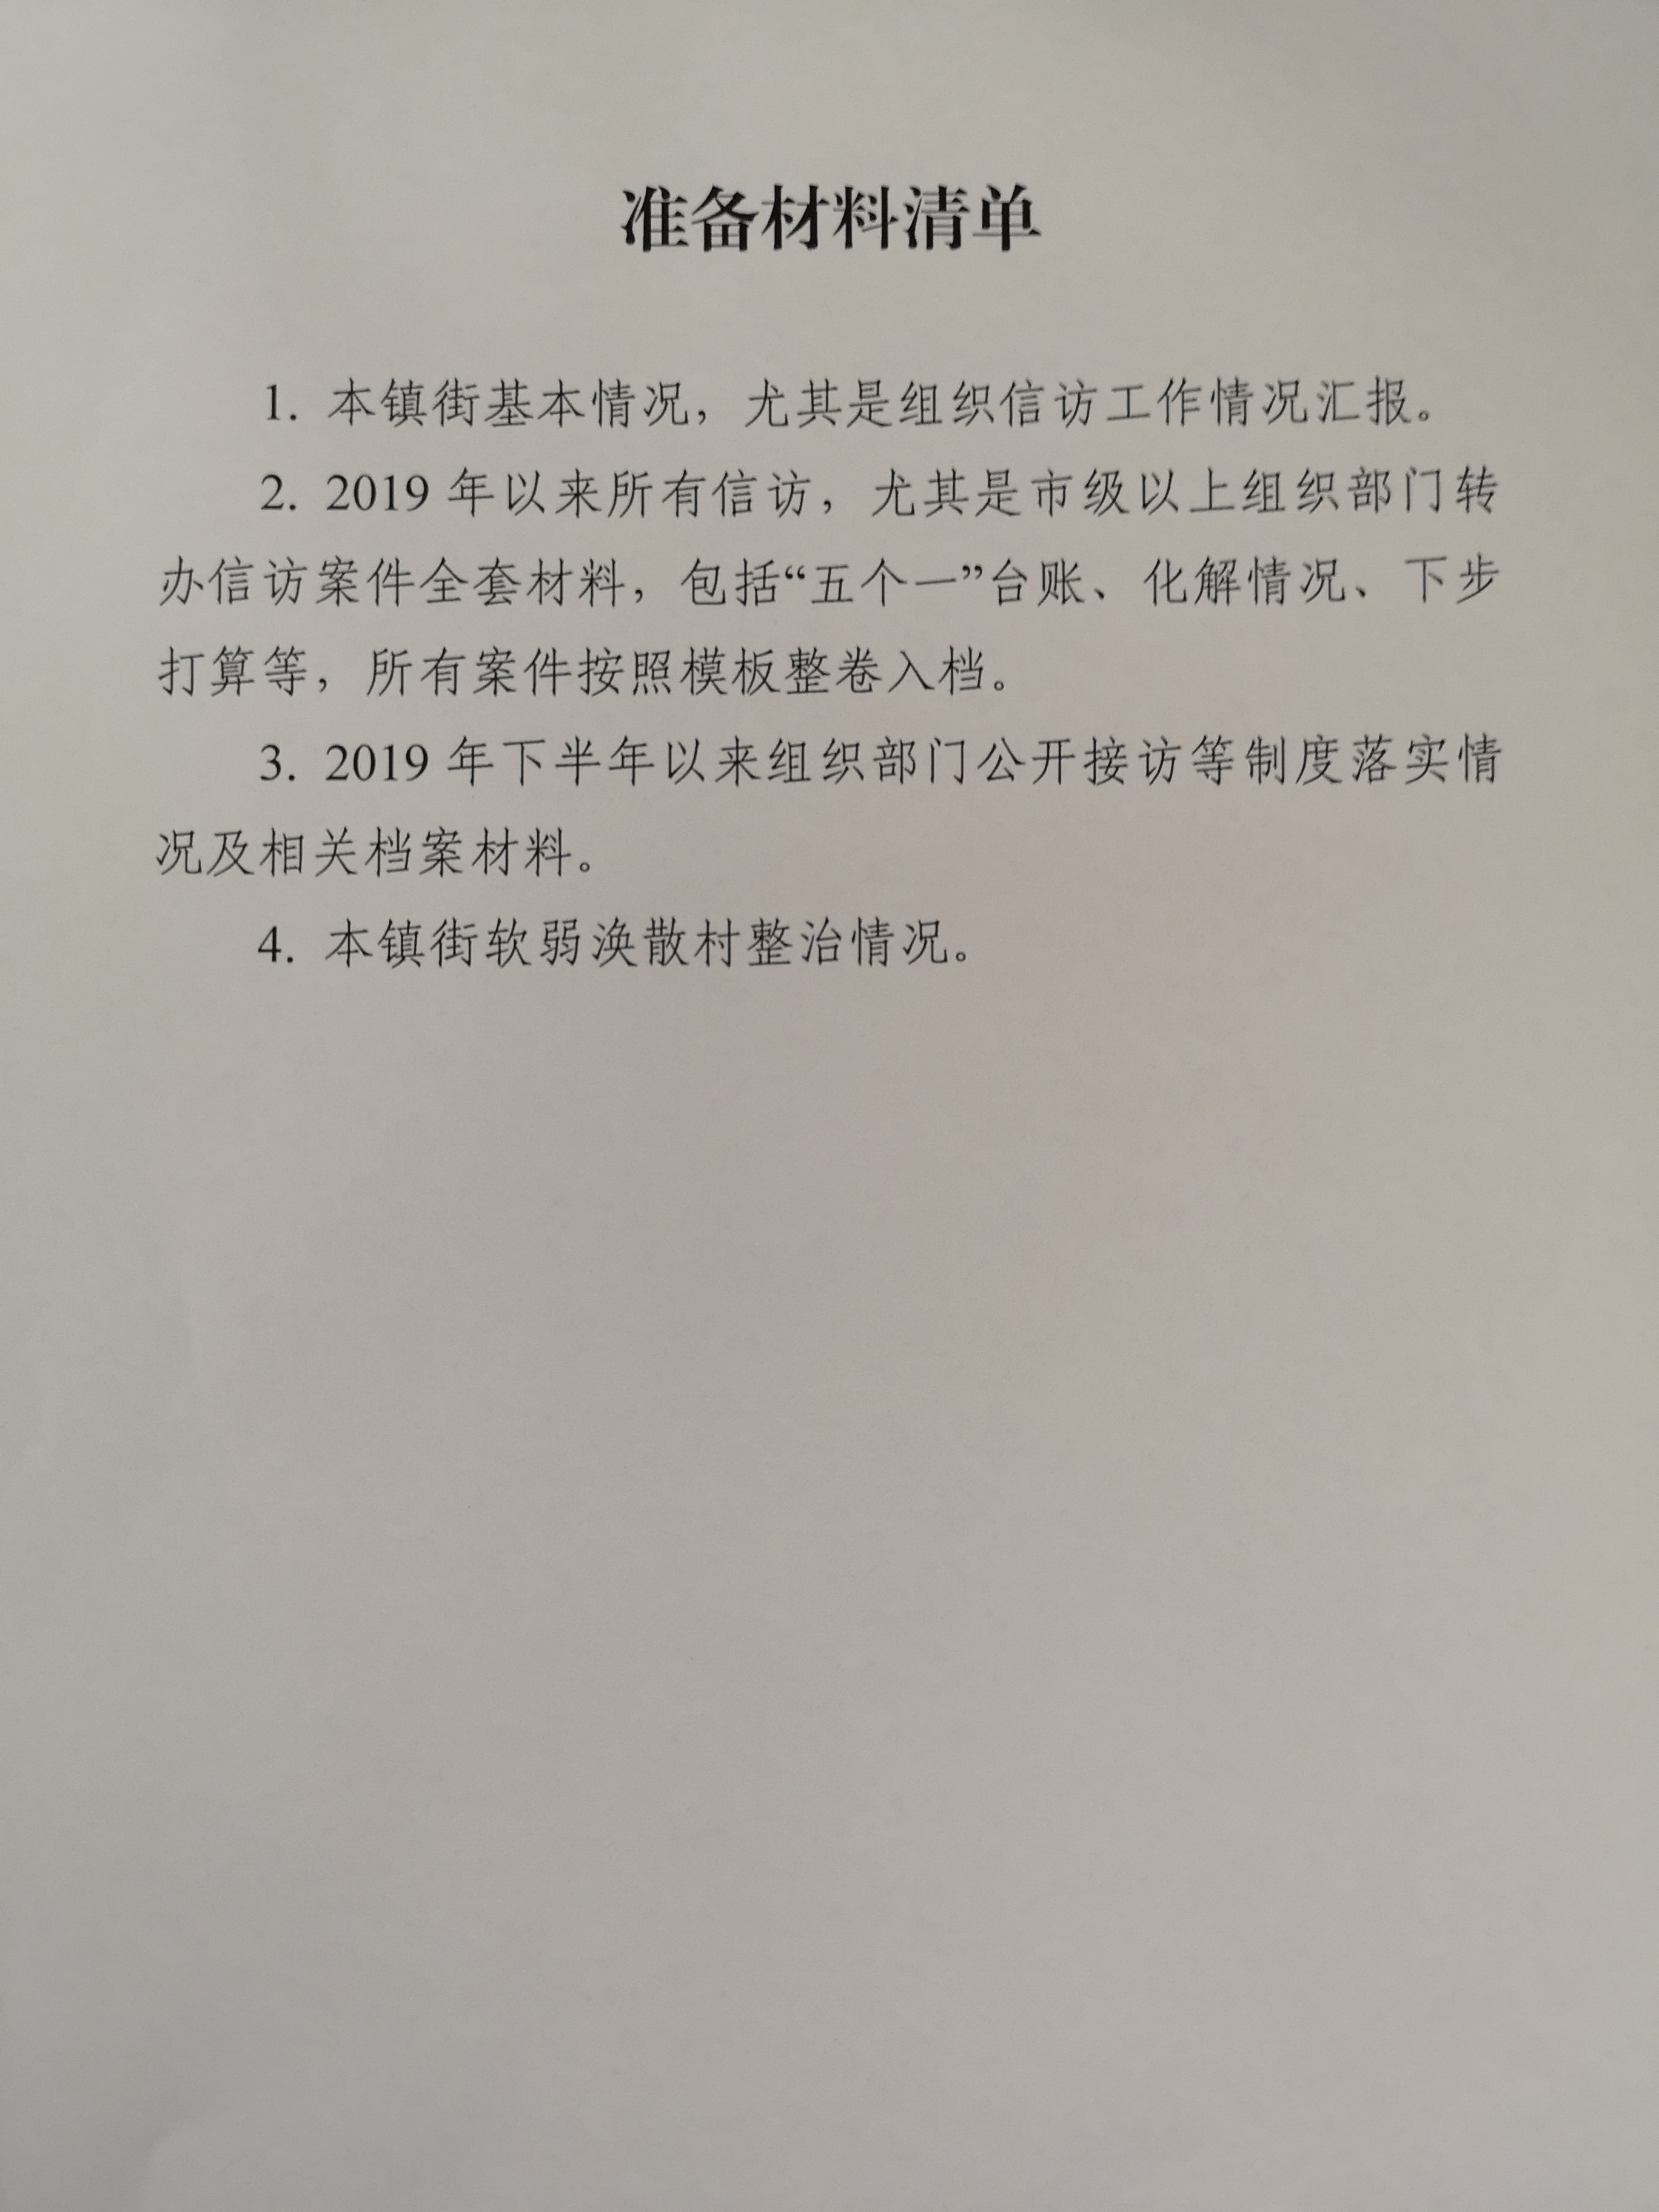 准备材料清单
1. 本镇街基本情况，尤其是组织信访工作情况汇报。
2. 2019 年以来所有信访，尤其是市级以上组织部门转
办信访案件全套材料，包括“五个一”台账、化解情况、下步
打算等，所有案件按照模板整卷入档。
3. 2019 年下半年以来组织部门公开接访等制度落实情
况及相关档案材料。
4. 本镇街软弱涣散村整治情况。